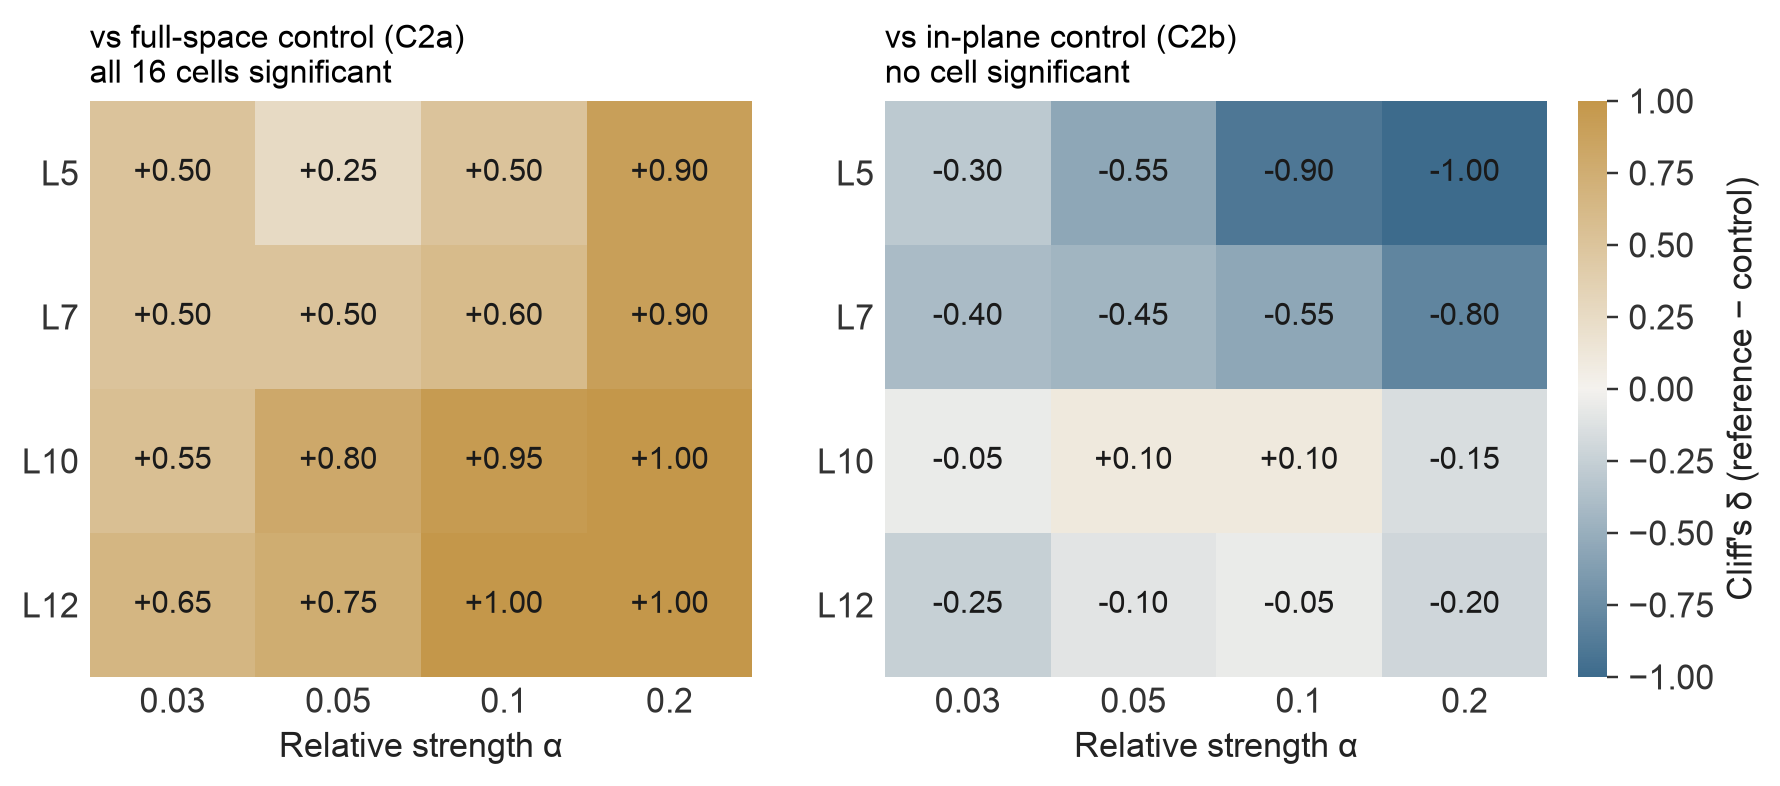 vs full-space control (C2a)
all 16 cells significant
L5 +0.50 +0.25 +0.50 +0.90
L7 +0.50 +0.50 +0.60 +0.90
L10 +0.55 +0.80 +0.95 +1.00
L12 +0.65 +0.75 +1.00 +1.00
0.03 0.05 0.1 0.2
Relative strength α
vs in-plane control (C2b)
no cell significant
L5 -0.30 -0.55 -0.90 -1.00
L7 -0.40 -0.45 -0.55 -0.80
L10 -0.05 +0.10 +0.10 -0.15
L12 -0.25 -0.10 -0.05 -0.20
0.03 0.05 0.1 0.2
Relative strength α
1.00
0.75
0.50
0.25
0.00
−0.25
−0.50
−0.75
−1.00
Cliff's δ (reference − control)